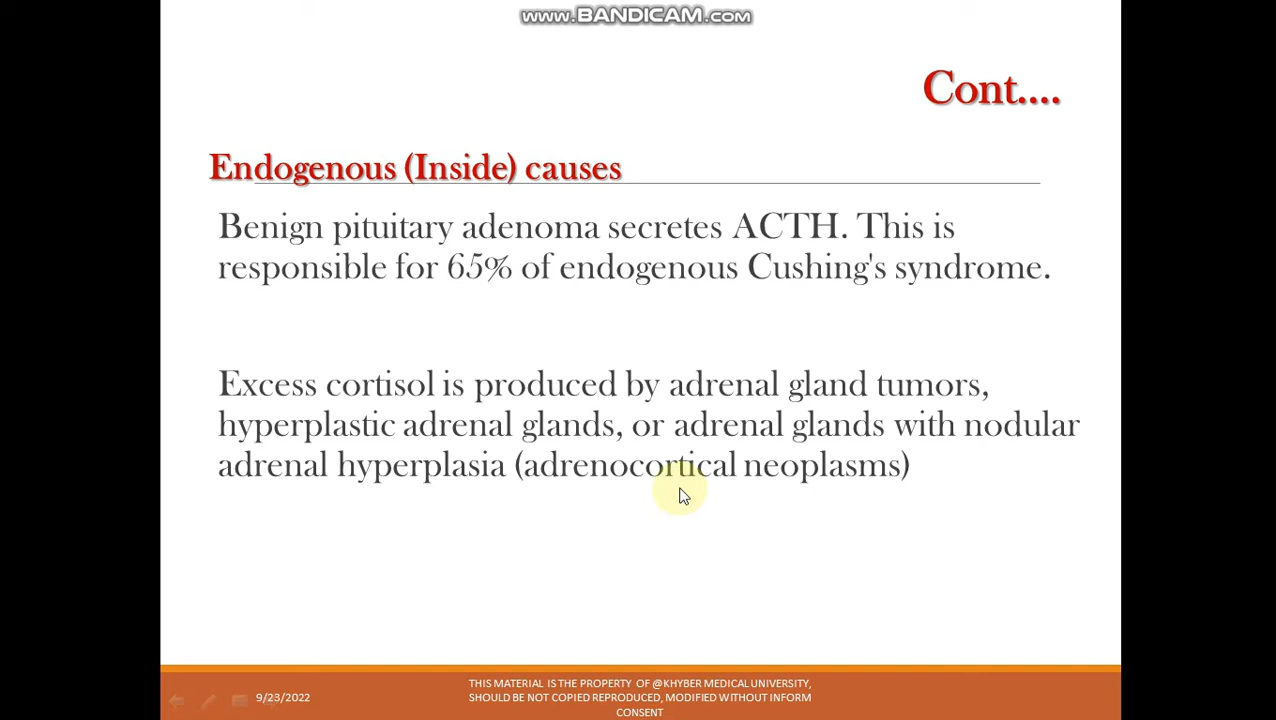 www.BANDICAM.com
Cont....
Endogenous (Inside) causes
Benign pituitary adenoma secretes ACTH. This is
responsible for 65% of endogenous Cushing's syndrome.
Excess cortisol is produced by adrenal gland tumors,
hyperplastic adrenal glands, or adrenal glands with nodular
adrenal hyperplasia (adrenocortical neoplasms)
9/23/2022
THIS MATERIAL IS THE PROPERTY OF @KHYBER MEDICAL UNIVERSITY,
SHOULD BE NOT COPIED REPRODUCED, MODIFIED WITHOUT INFORM
CONSENT